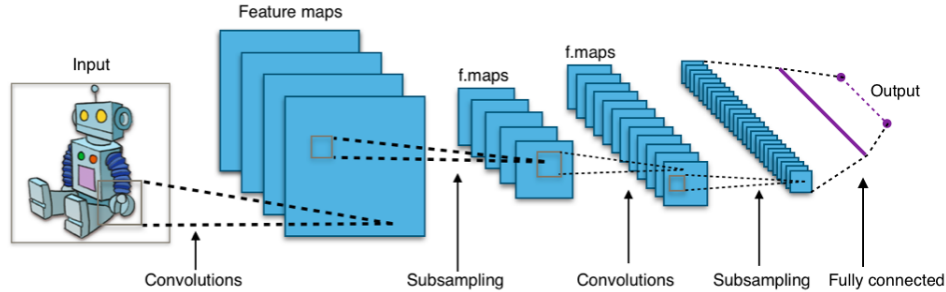 Feature maps
Input
f.maps
f.maps
Output
Convolutions
Subsampling
Convolutions
Subsampling
Fully connected